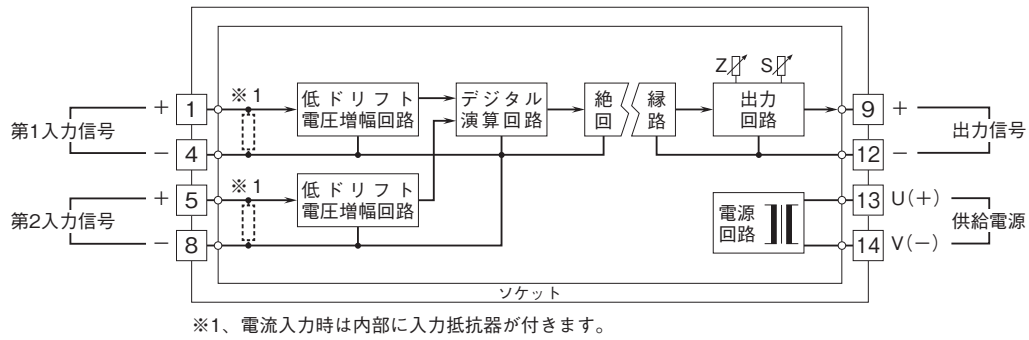 第1入力信号
+
1
−
4
※1
低ドリフト
電圧増幅回路
デジタル
演算回路
絶
回
縁
路
Z
S
出力
回路
9
+
12
−
出力信号
第2入力信号
+
5
−
8
※1
低ドリフト
電圧増幅回路
電源
回路
13
U(+)
14
V(−)
供給電源
ソケット
※1、電流入力時は内部に入力抵抗器が付きます。